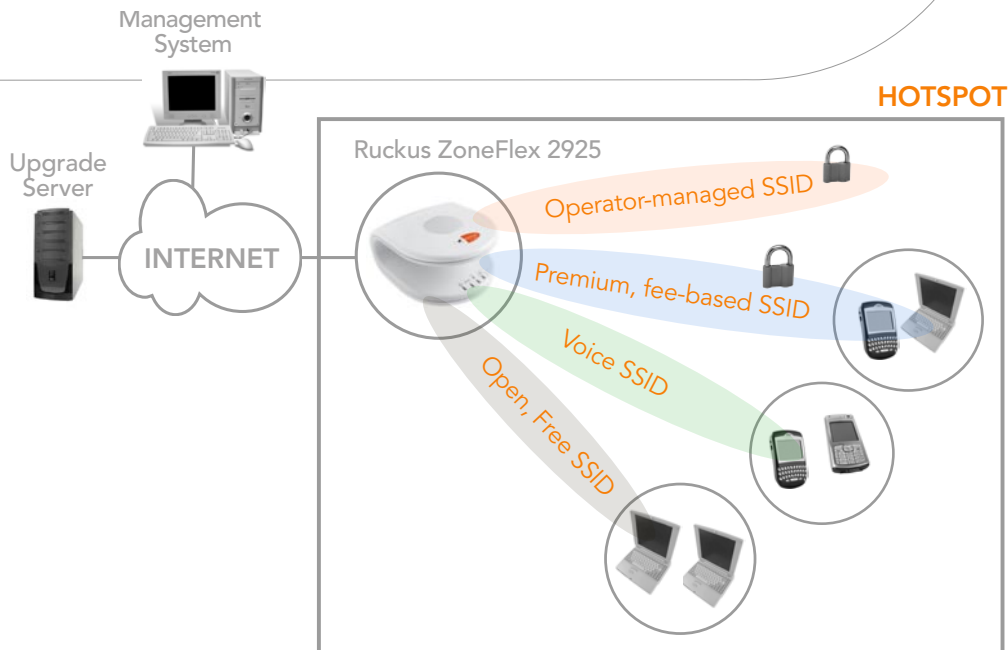 Management
System
HOTSPOT
Upgrade
Server
Ruckus ZoneFlex 2925
Operator-managed SSID
INTERNET
Premium, fee-based SSID
Voice SSID
Open, Free SSID